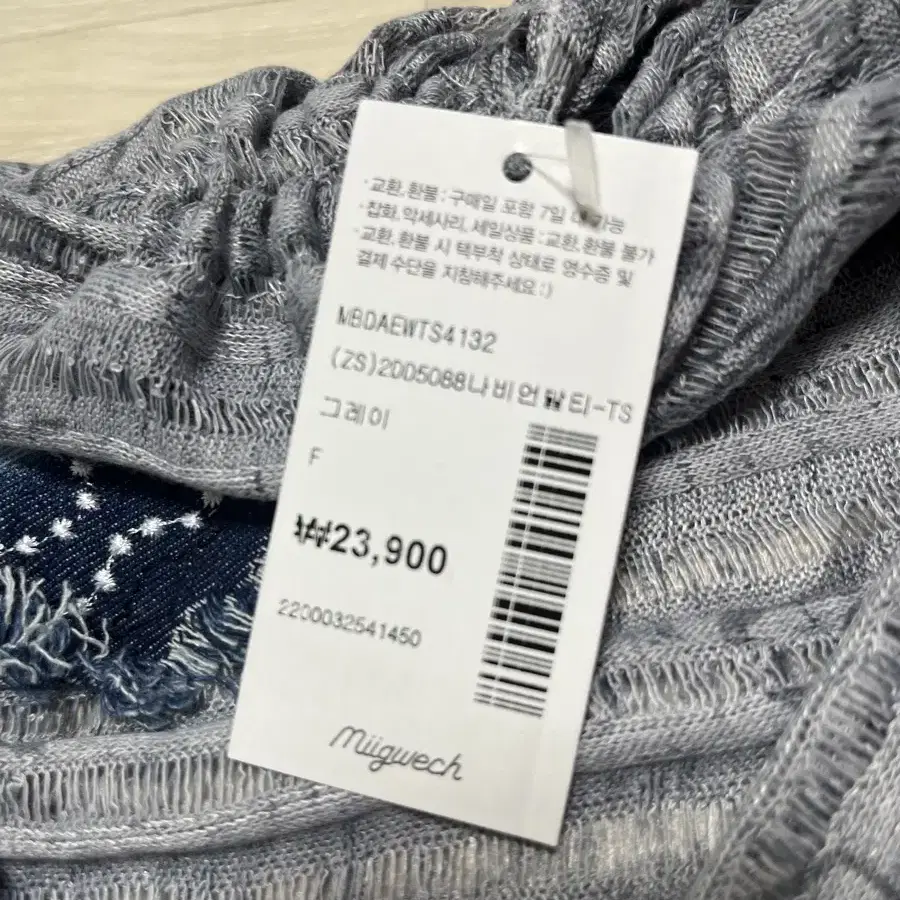 ·교환,환불 : 구매일 포함 7일 내 가능
·잡화,악세사리,세일상품 :교환,환불 불가
·교환, 환불 시 택부착 상태로 영수증 및
결제 수단을 지참해주세요 :)
MBDAEWTS4132
(ZS)2005088나비언발티-TS
그레이
F
₩23,900
2200032541450
Miigwech